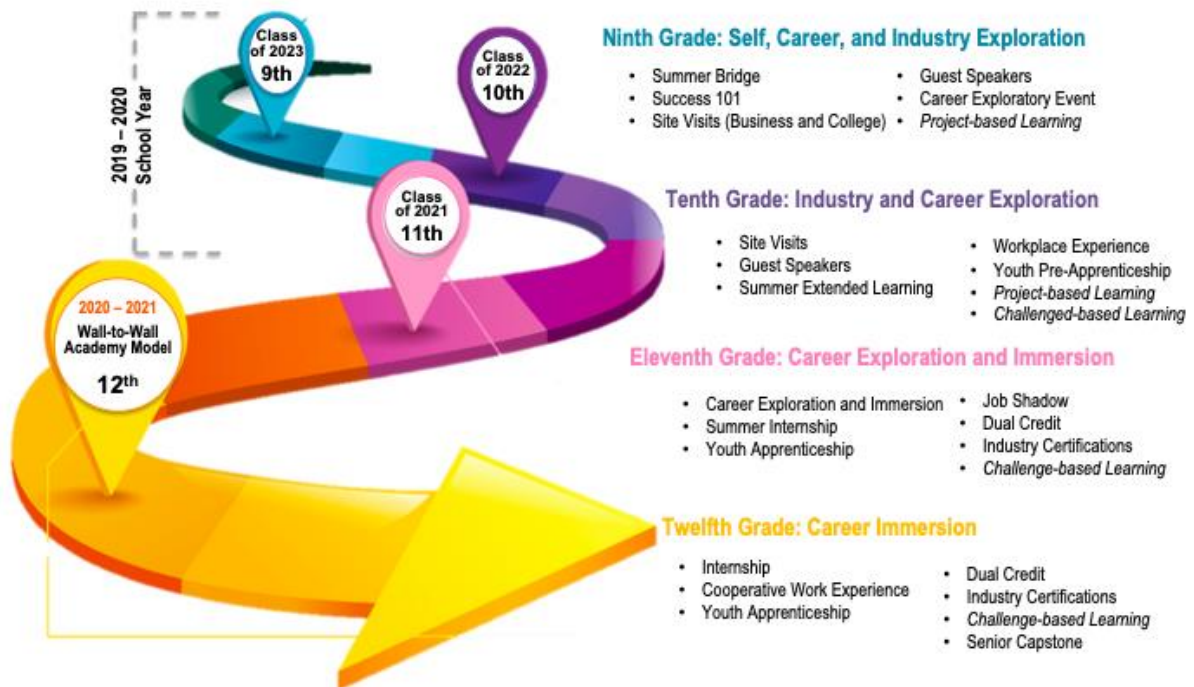 2019 – 2020
School Year
Class
of 2023
9th
Class
of 2022
10th
Class
of 2021
11th
2020 – 2021
Wall-to-Wall
Academy Model
12th
Ninth Grade: Self, Career, and Industry Exploration
• Summer Bridge
• Success 101
• Site Visits (Business and College)
• Guest Speakers
• Career Exploratory Event
• Project-based Learning
Tenth Grade: Industry and Career Exploration
• Site Visits
• Guest Speakers
• Summer Extended Learning
• Workplace Experience
• Youth Pre-Apprenticeship
• Project-based Learning
• Challenged-based Learning
Eleventh Grade: Career Exploration and Immersion
• Career Exploration and Immersion
• Summer Internship
• Youth Apprenticeship
• Job Shadow
• Dual Credit
• Industry Certifications
• Challenge-based Learning
Twelfth Grade: Career Immersion
• Internship
• Cooperative Work Experience
• Youth Apprenticeship
• Dual Credit
• Industry Certifications
• Challenge-based Learning
• Senior Capstone